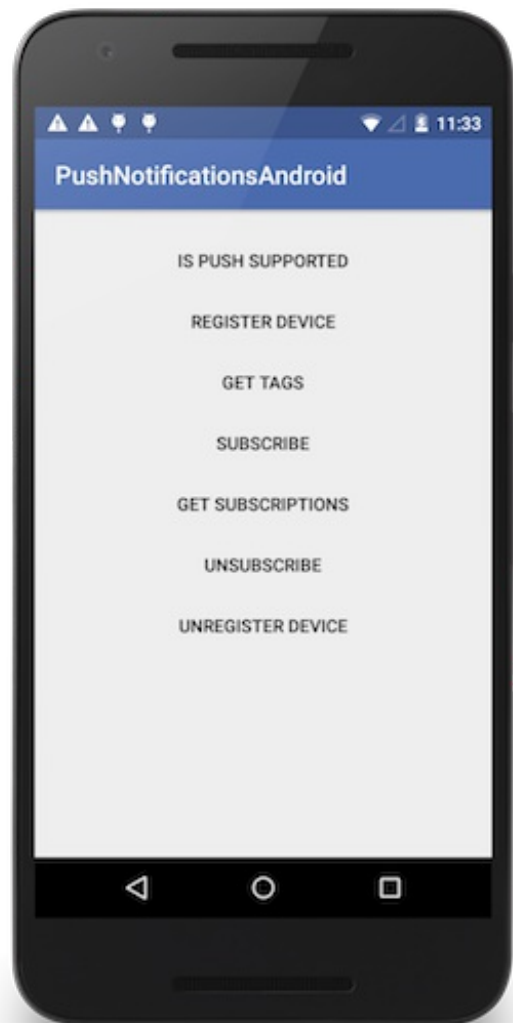 11:33
PushNotificationsAndroid
IS PUSH SUPPORTED
REGISTER DEVICE
GET TAGS
SUBSCRIBE
GET SUBSCRIPTIONS
UNSUBSCRIBE
UNREGISTER DEVICE